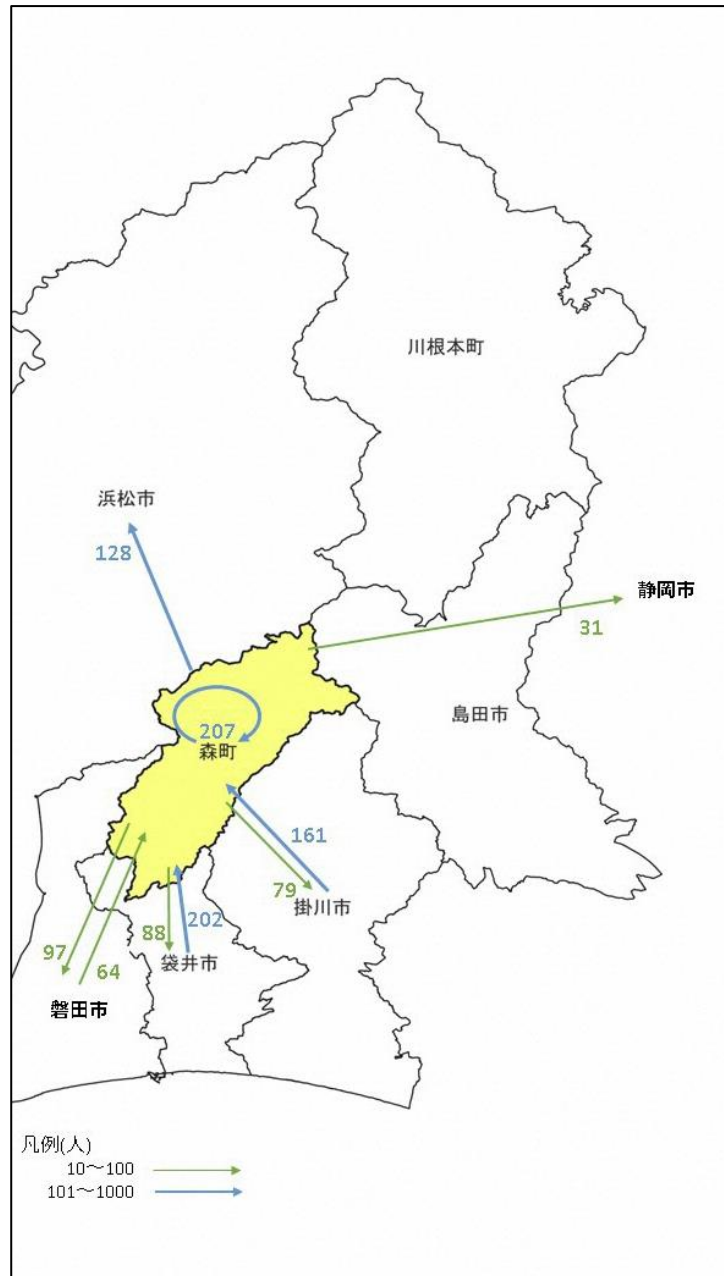 川根本町
浜松市
128
静岡市
31
島田市
207
森町
161
79
掛川市
97
64
88
202
袋井市
磐田市
凡例(人)
10～100
101～1000